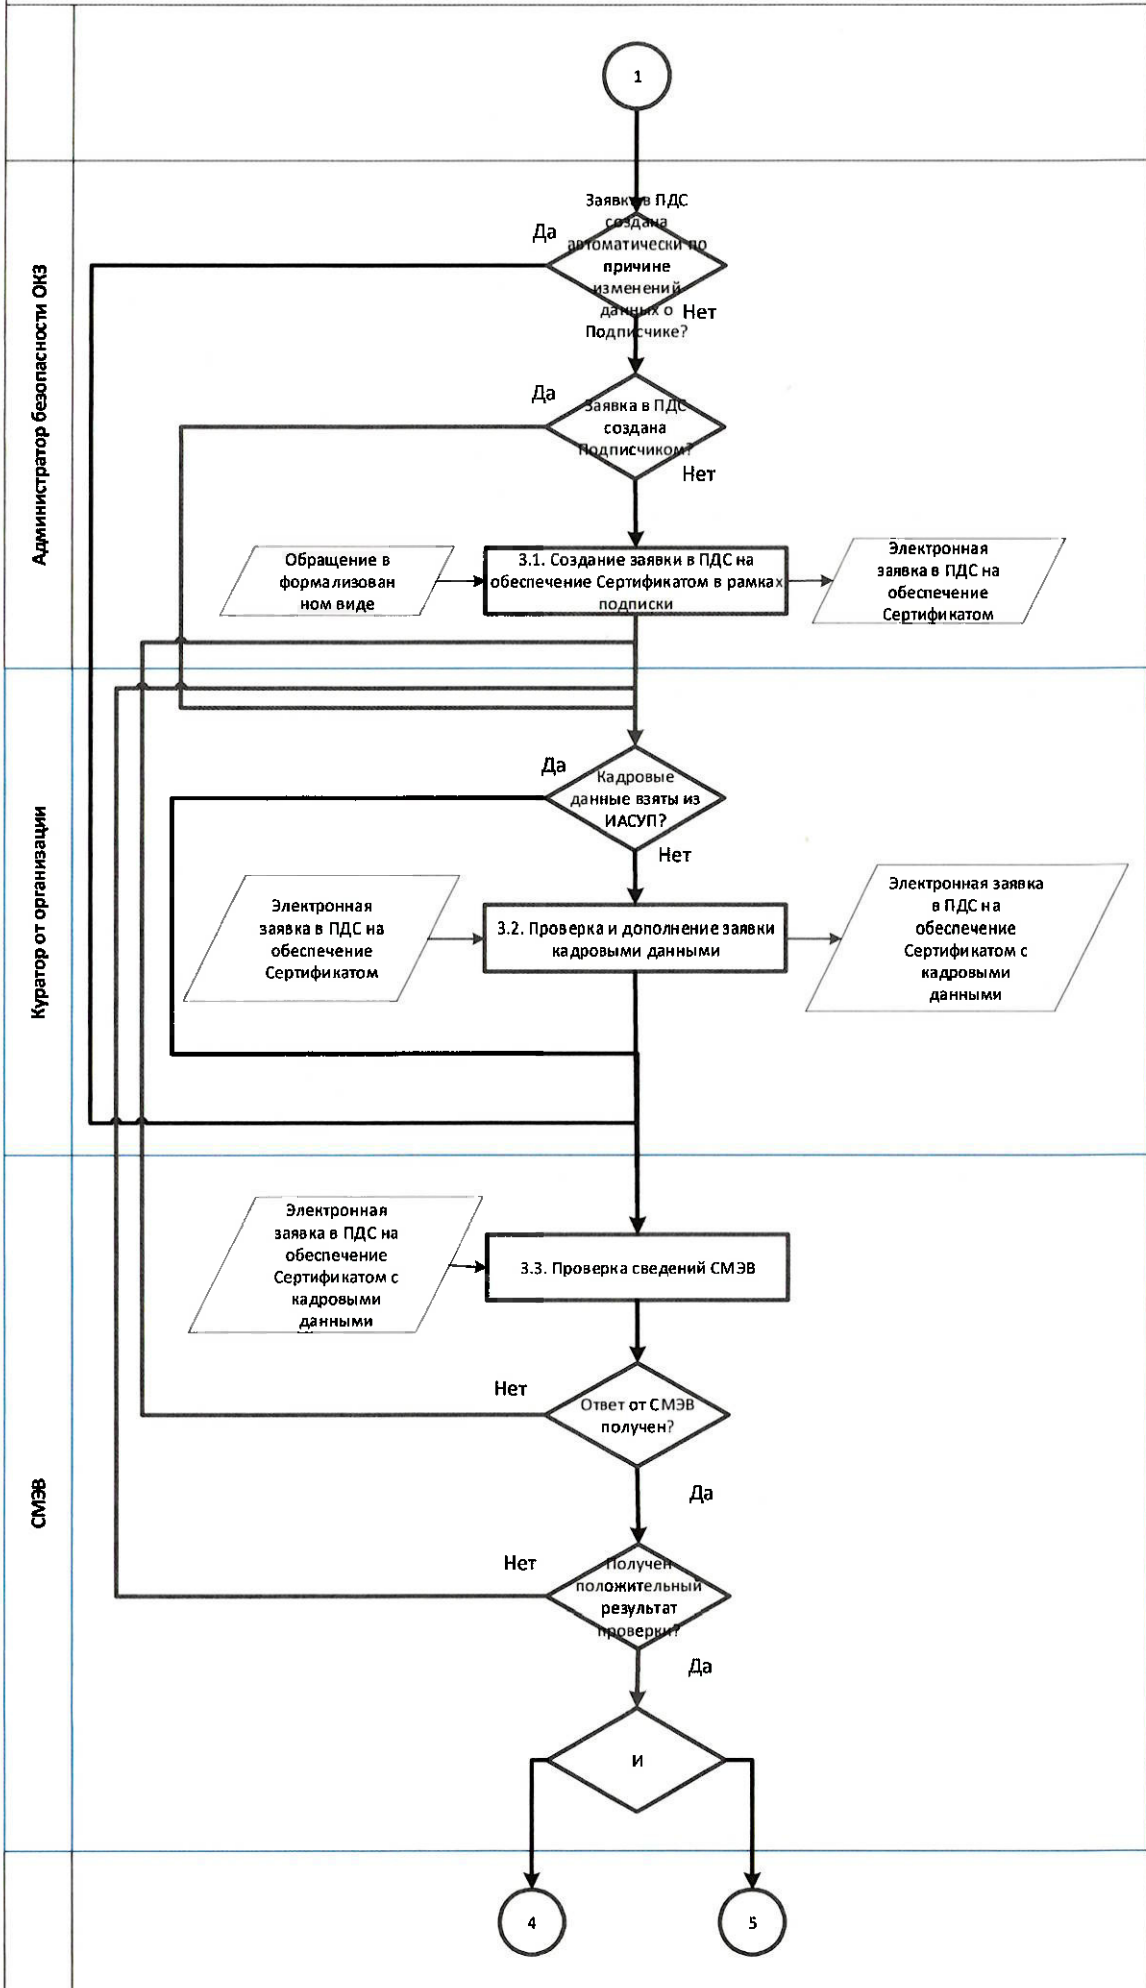 1
Администратор безопасности ОКЗ
Заявка в ПДС
создана
автоматически по
причине
изменений
данных о
Подписчике?
Да
Нет
Заявка в ПДС
создана
Подписчиком?
Да
Нет
Обращение в
формализован
ном виде
3.1. Создание заявки в ПДС на
обеспечение Сертификатом в рамках
подписки
Электронная
заявка в ПДС на
обеспечение
Сертификатом
Куратор от организации
Да
Кадровые
данные взяты из
ИАСУП?
Нет
Электронная
заявка в ПДС на
обеспечение
Сертификатом
3.2. Проверка и дополнение заявки
кадровыми данными
Электронная заявка
в ПДС на
обеспечение
Сертификатом с
кадровыми
данными
СМЭВ
Электронная
заявка в ПДС на
обеспечение
Сертификатом с
кадровыми
данными
3.3. Проверка сведений СМЭВ
Нет
Ответ от СМЭВ
получен?
Да
Нет
Получен
положительный
результат
проверки?
Да
И
4
5